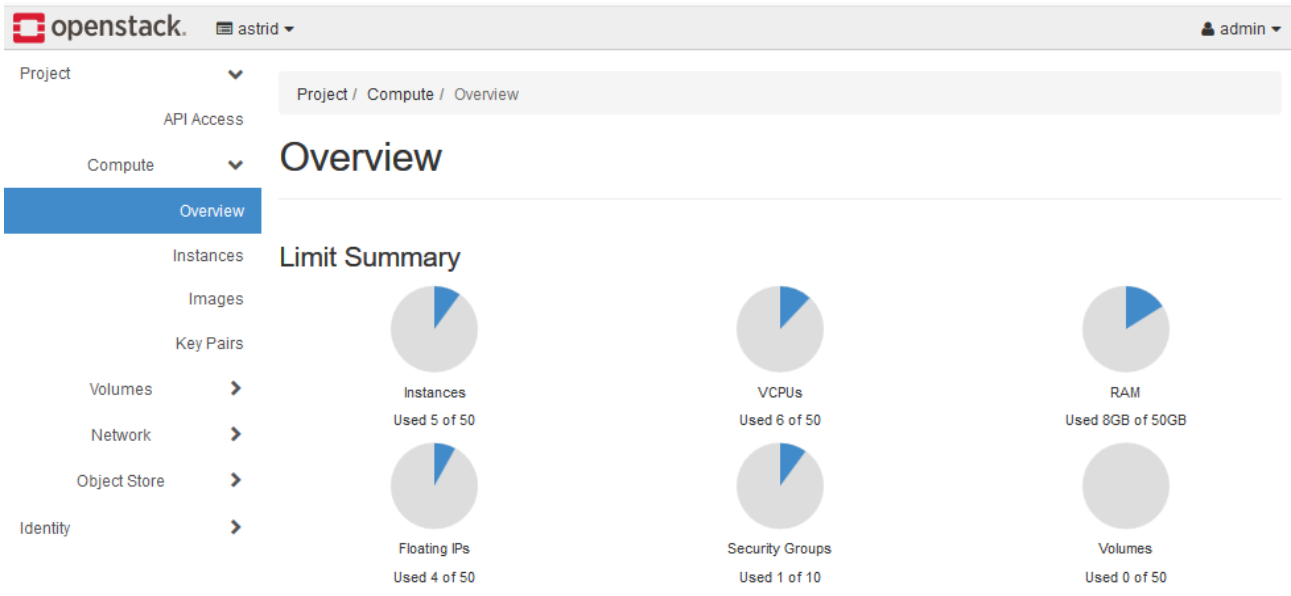 openstack. astrid admin
Project
API Access
Compute
Overview
Instances
Images
Key Pairs
Volumes
Network
Object Store
Identity
Project / Compute / Overview
Overview
Limit Summary
Instances VCPUs RAM
Used 5 of 50 Used 6 of 50 Used 8GB of 50GB
Floating IPs Security Groups Volumes
Used 4 of 50 Used 1 of 10 Used 0 of 50